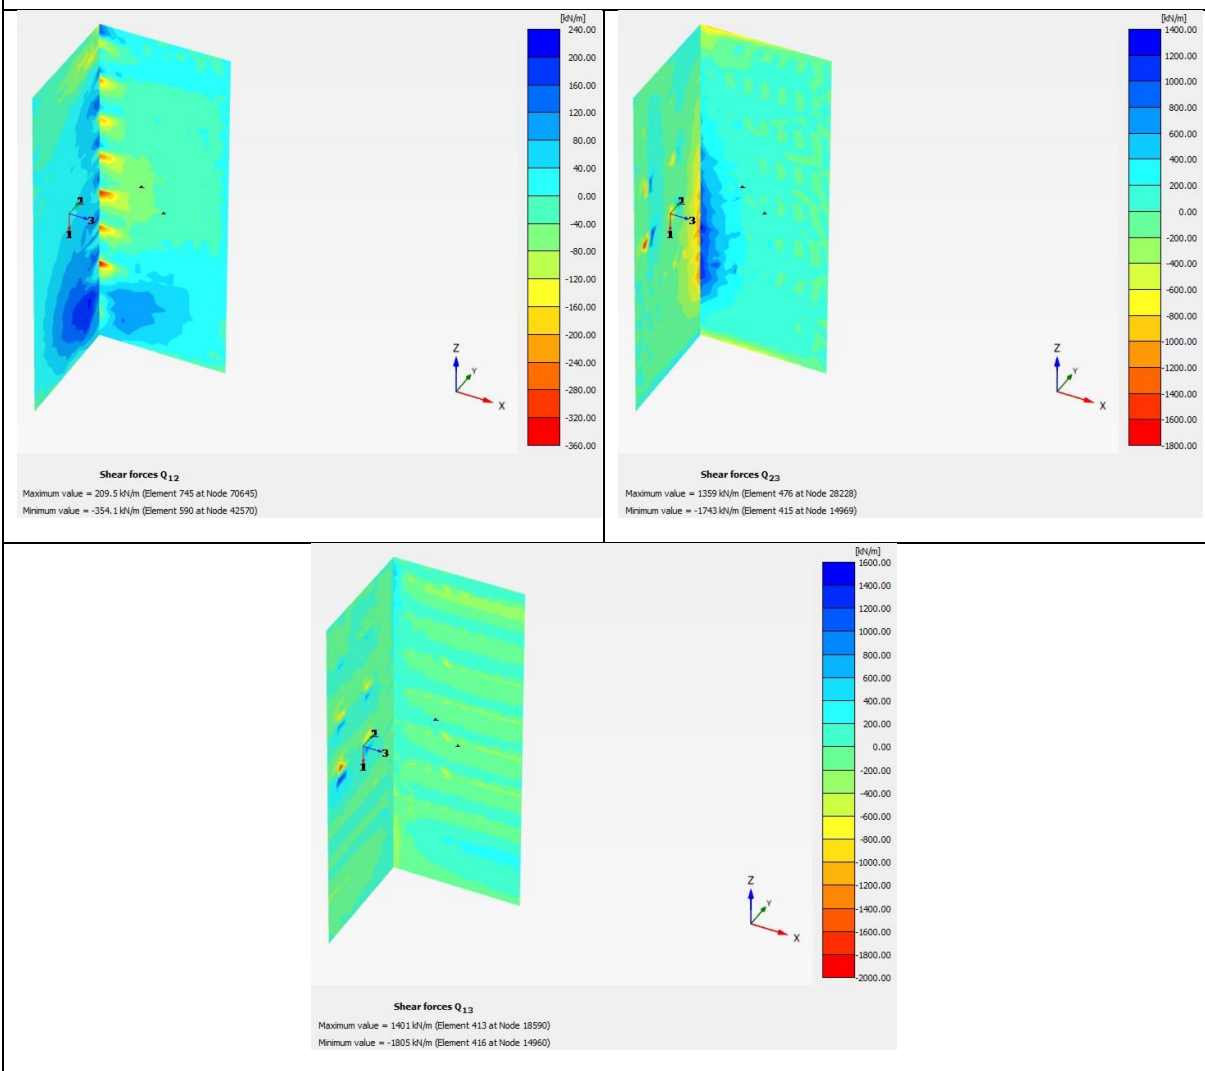 [kN/m]
240.00
200.00
160.00
120.00
80.00
40.00
0.00
-40.00
-80.00
-120.00
-160.00
-200.00
-240.00
-280.00
-320.00
-360.00
1
3
Z
Y
X
Shear forces Q12
Maximum value = 209.5 kN/m (Element 745 at Node 70645)
Minimum value = -354.1 kN/m (Element 590 at Node 42570)
[kN/m]
1400.00
1200.00
1000.00
800.00
600.00
400.00
200.00
0.00
-200.00
-400.00
-600.00
-800.00
-1000.00
-1200.00
-1400.00
-1600.00
-1800.00
1
3
Z
Y
X
Shear forces Q23
Maximum value = 1359 kN/m (Element 476 at Node 28228)
Minimum value = -1743 kN/m (Element 415 at Node 14969)
[kN/m]
1600.00
1400.00
1200.00
1000.00
800.00
600.00
400.00
200.00
0.00
-200.00
-400.00
-600.00
-800.00
-1000.00
-1200.00
-1400.00
-1600.00
-1800.00
-2000.00
2
3
1
Z
Y
X
Shear forces Q13
Maximum value = 1401 kN/m (Element 413 at Node 18590)
Minimum value = -1805 kN/m (Element 416 at Node 14960)